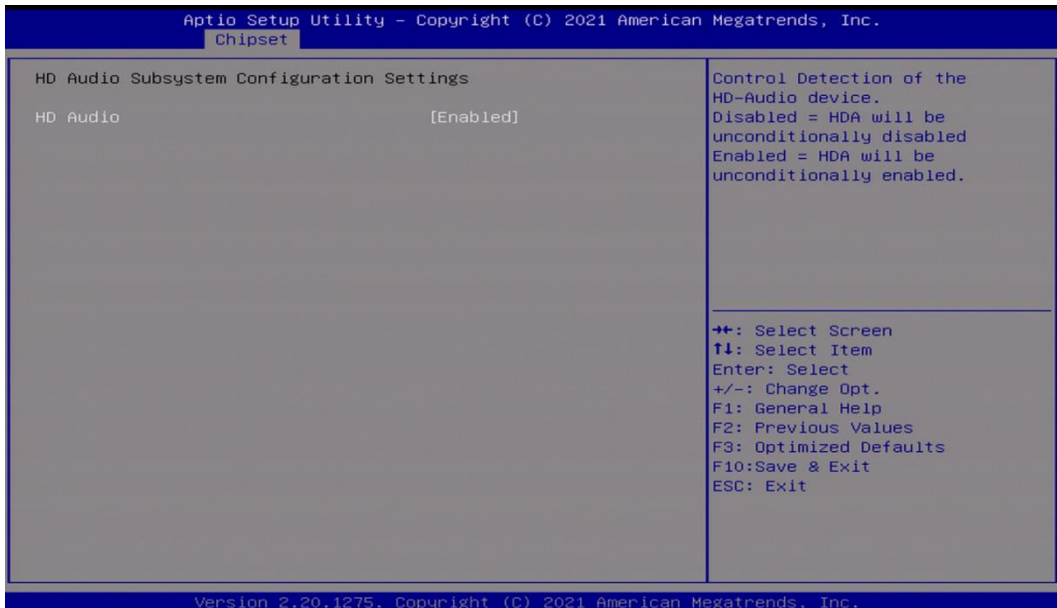 Aptio Setup Utility – Copyright (C) 2021 American Megatrends, Inc.
Chipset
HD Audio Subsystem Configuration Settings
HD Audio [Enabled]
Control Detection of the
HD-Audio device.
Disabled = HDA will be
unconditionally disabled
Enabled = HDA will be
unconditionally enabled.
→←: Select Screen
↑↓: Select Item
Enter: Select
+/-: Change Opt.
F1: General Help
F2: Previous Values
F3: Optimized Defaults
F10:Save & Exit
ESC: Exit
Version 2.20.1275. Copyright (C) 2021 American Megatrends, Inc.